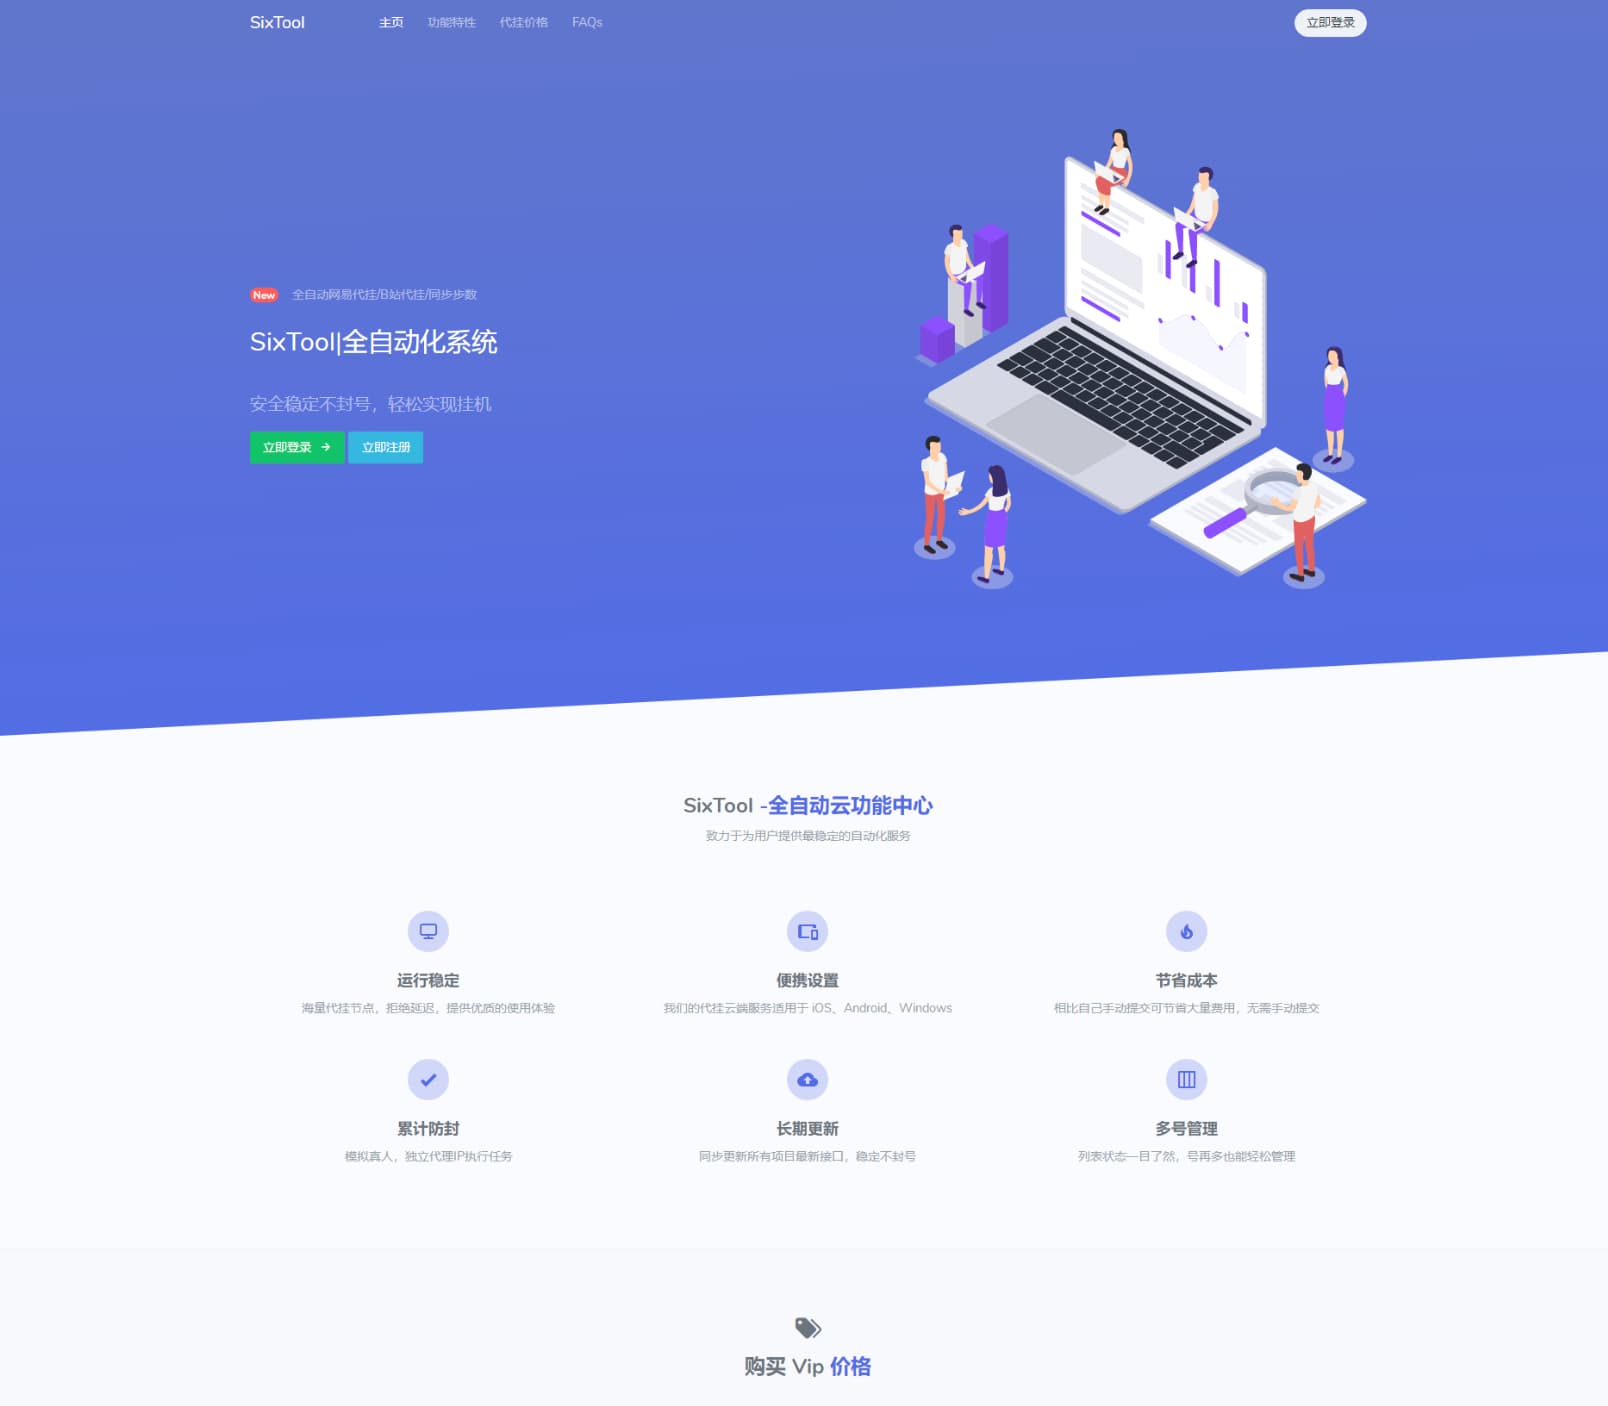 SixTool
主页
功能特性
代挂价格
FAQs
立即登录
New
全自动网易代挂/B站代挂/同步步数
SixTool|全自动化系统
安全稳定不封号，轻松实现挂机
立即登录
立即注册
SixTool -全自动云功能中心
致力于为用户提供最稳定的自动化服务
运行稳定
海量代挂节点，拒绝延迟，提供优质的使用体验
便携设置
我们的代挂云端服务适用于 iOS、Android、Windows
节省成本
相比自己手动提交可节省大量费用，无需手动提交
累计防封
模拟真人，独立代理IP执行任务
长期更新
同步更新所有项目最新接口，稳定不封号
多号管理
列表状态一目了然，号再多也能轻松管理
购买 Vip 价格